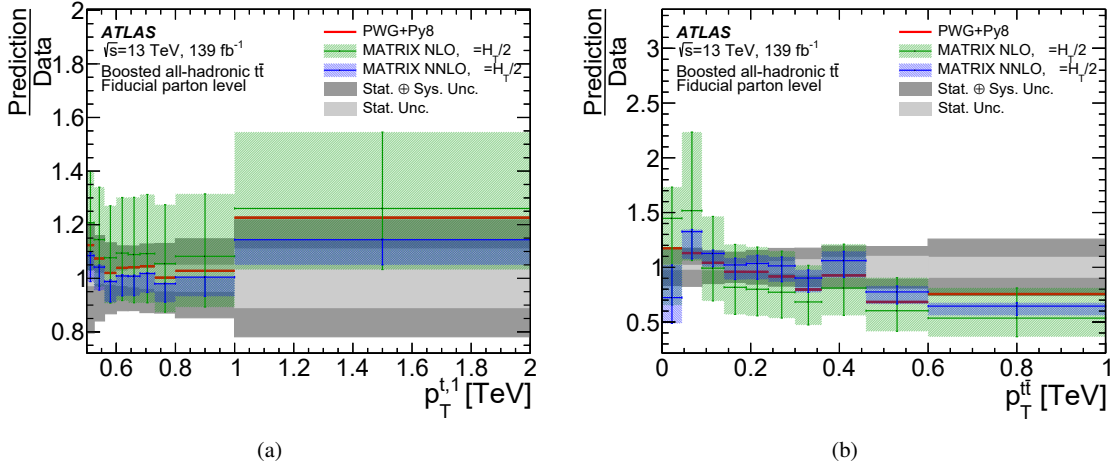 Prediction
Data
2
1.8
1.6
1.4
1.2
1
0.8
ATLAS
√s=13 TeV, 139 fb⁻¹
Boosted all-hadronic tt̄
Fiducial parton level
PWG+Py8
MATRIX NLO, =H_T/2
MATRIX NNLO, =H_T/2
Stat. ⊕ Sys. Unc.
Stat. Unc.
0.6 0.8 1 1.2 1.4 1.6 1.8 2
p_T^{t,1} [TeV]
(a)
Prediction
Data
3
2.5
2
1.5
1
0.5
ATLAS
√s=13 TeV, 139 fb⁻¹
Boosted all-hadronic tt̄
Fiducial parton level
PWG+Py8
MATRIX NLO, =H_T/2
MATRIX NNLO, =H_T/2
Stat. ⊕ Sys. Unc.
Stat. Unc.
0 0.2 0.4 0.6 0.8 1
p_T^{tt̄} [TeV]
(b)